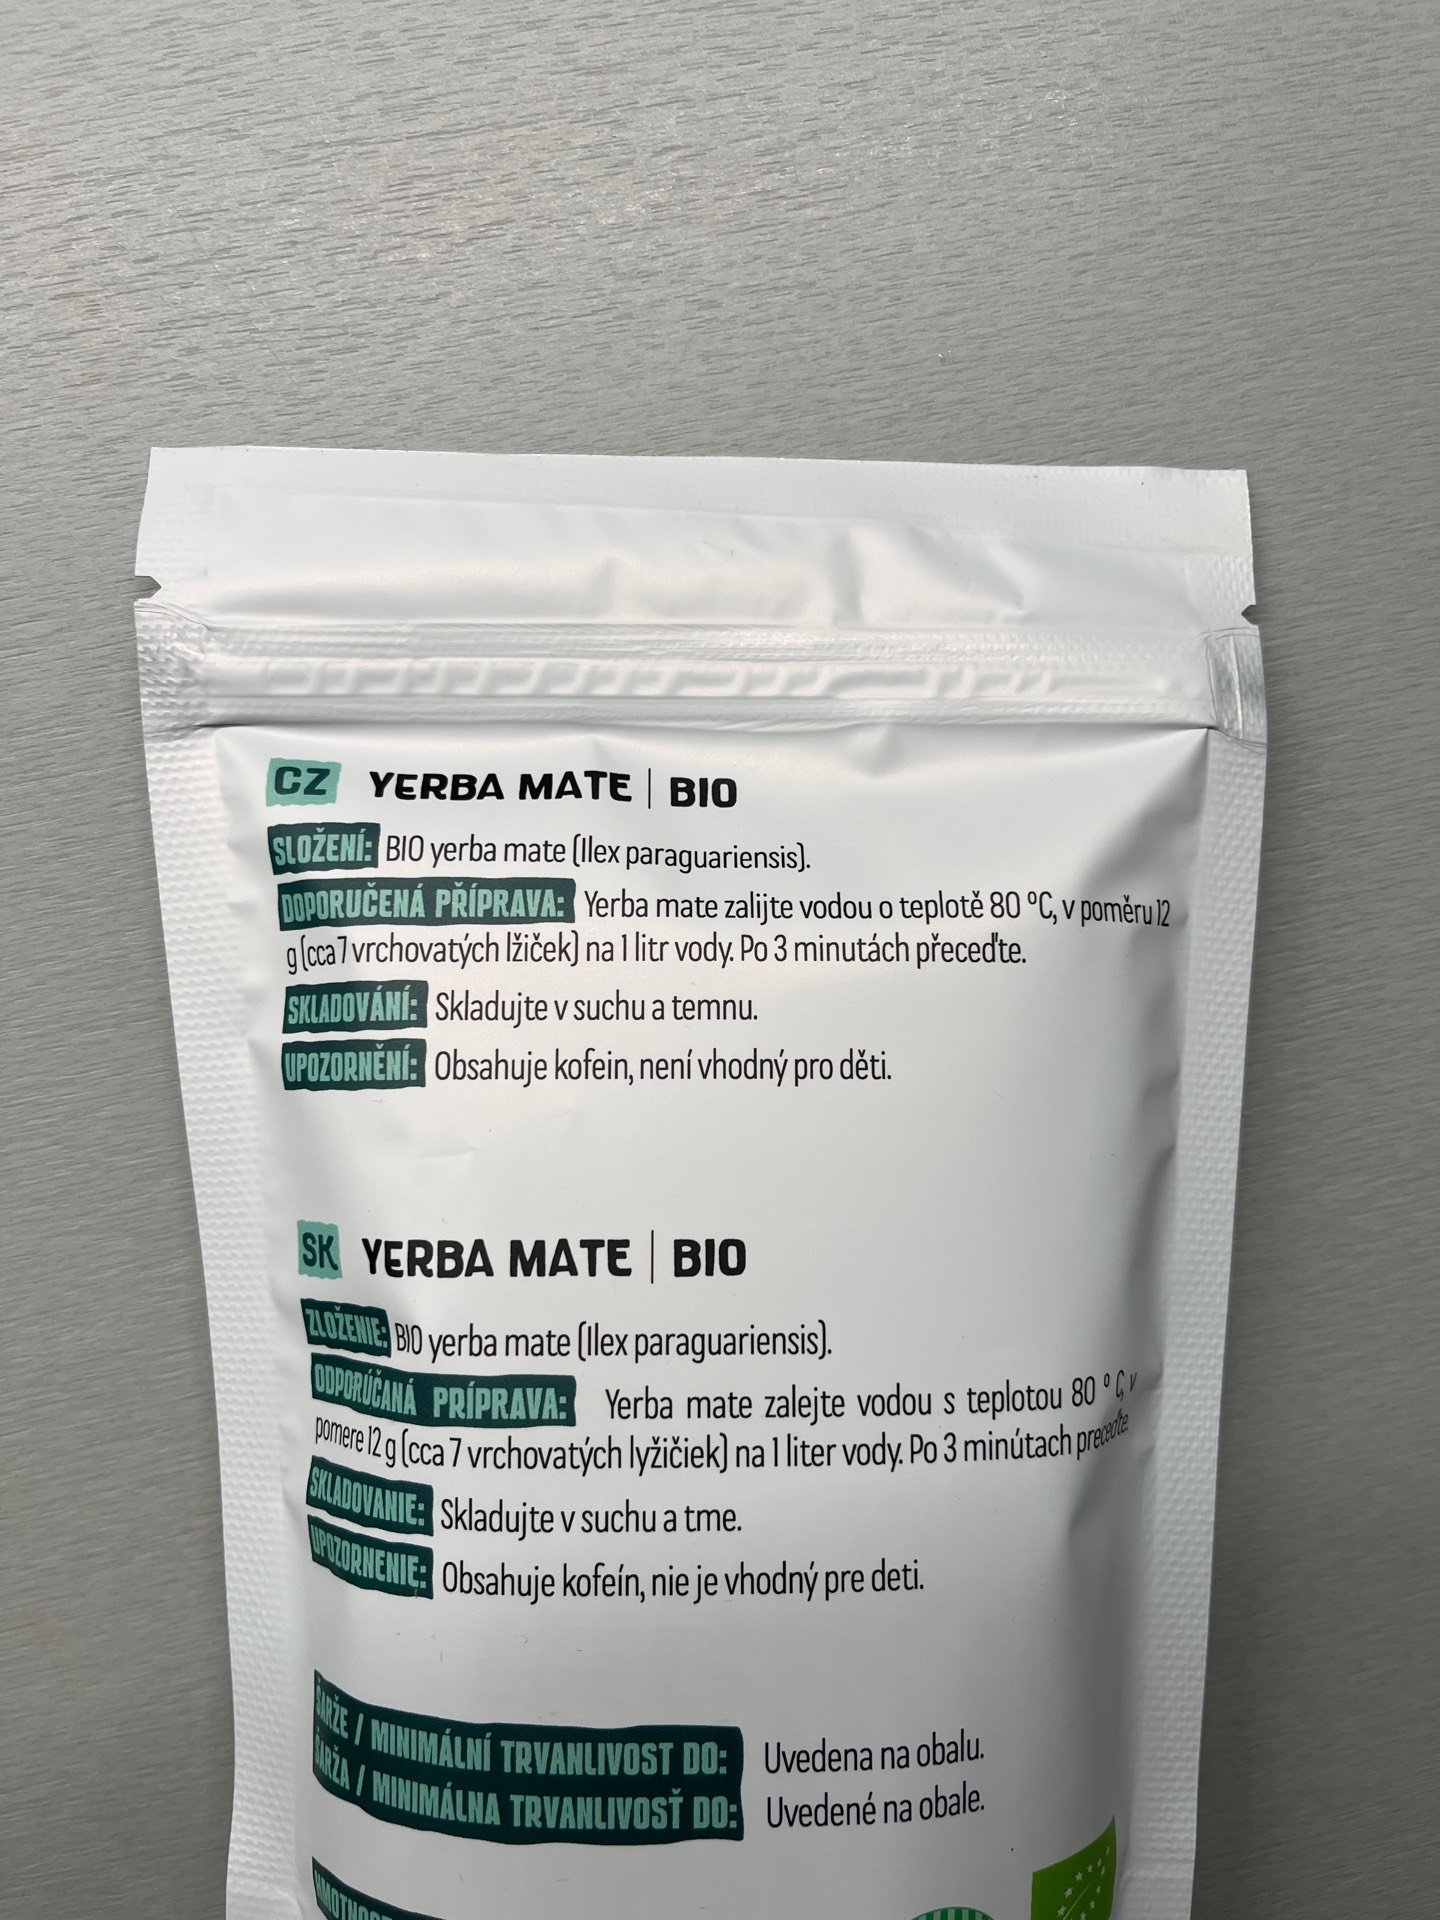 CZ YERBA MATE | BIO
SLOŽENÍ: BIO yerba mate (Ilex paraguariensis).
DOPORUČENÁ PŘÍPRAVA: Yerba mate zalijte vodou o teplotě 80 °C, v poměru 12
g (cca 7 vrchovatých lžiček) na 1 litr vody. Po 3 minutách přeceďte.
SKLADOVÁNÍ: Skladujte v suchu a temnu.
UPOZORNĚNÍ: Obsahuje kofein, není vhodný pro děti.
SK YERBA MATE | BIO
ZLOŽENIE: BIO yerba mate (Ilex paraguariensis).
ODPORÚČANÁ PRÍPRAVA: Yerba mate zalejte vodou s teplotou 80 °C, v
pomere 12 g (cca 7 vrchovatých lyžičiek) na 1 liter vody. Po 3 minútach preceďte.
SKLADOVANIE: Skladujte v suchu a tme.
UPOZORNENIE: Obsahuje kofeín, nie je vhodný pre deti.
ŠARŽE / MINIMÁLNÍ TRVANLIVOST DO: Uvedena na obalu.
ŠARŽA / MINIMÁLNA TRVANLIVOSŤ DO: Uvedené na obale.